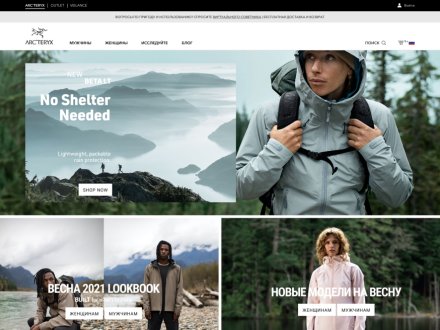 ARC'TERYX OUTLET VEILANCE Войти
ВОПРОСЫ ПО ПРИГОДНОСТИ И ИСПОЛЬЗОВАНИЮ? СПРОСИТЕ ВИРТУАЛЬНОГО СОВЕТНИКА | БЕСПЛАТНАЯ ДОСТАВКА И ВОЗВРАТ
ARC'TERYX
МУЖЧИНЫ ЖЕНЩИНЫ ИССЛЕДУЙТЕ БЛОГ ПОИСК
NEW
BETA LT
No Shelter
Needed
Lightweight, packable
rain protection.
SHOP NOW
ВЕСНА 2021 LOOKBOOK
BUILT
ЖЕНЩИНАМ МУЖЧИНАМ
НОВЫЕ МОДЕЛИ НА ВЕСНУ
ЖЕНЩИНАМ МУЖЧИНАМ